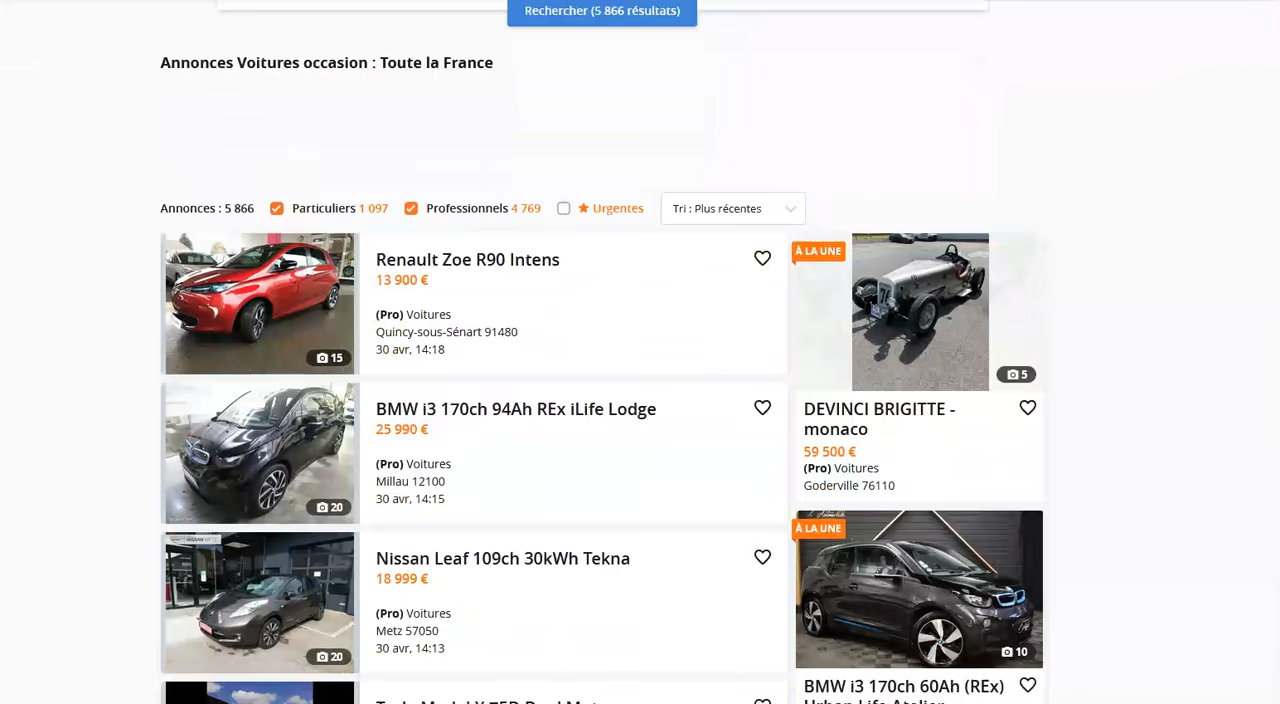 Rechercher (5 866 résultats)
Annonces Voitures occasion : Toute la France
Annonces : 5 866 Particuliers 1 097 Professionnels 4 769 Urgentes Tri : Plus récentes
Renault Zoe R90 Intens
13 900 €
(Pro) Voitures
Quincy-sous-Sénart 91480
30 avr, 14:18
15
BMW i3 170ch 94Ah REx iLife Lodge
25 990 €
(Pro) Voitures
Millau 12100
30 avr, 14:15
20
Nissan Leaf 109ch 30kWh Tekna
18 999 €
(Pro) Voitures
Metz 57050
30 avr, 14:13
20
À LA UNE
5
DEVINCI BRIGITTE -
monaco
59 500 €
(Pro) Voitures
Goderville 76110
À LA UNE
10
BMW i3 170ch 60Ah (REx)